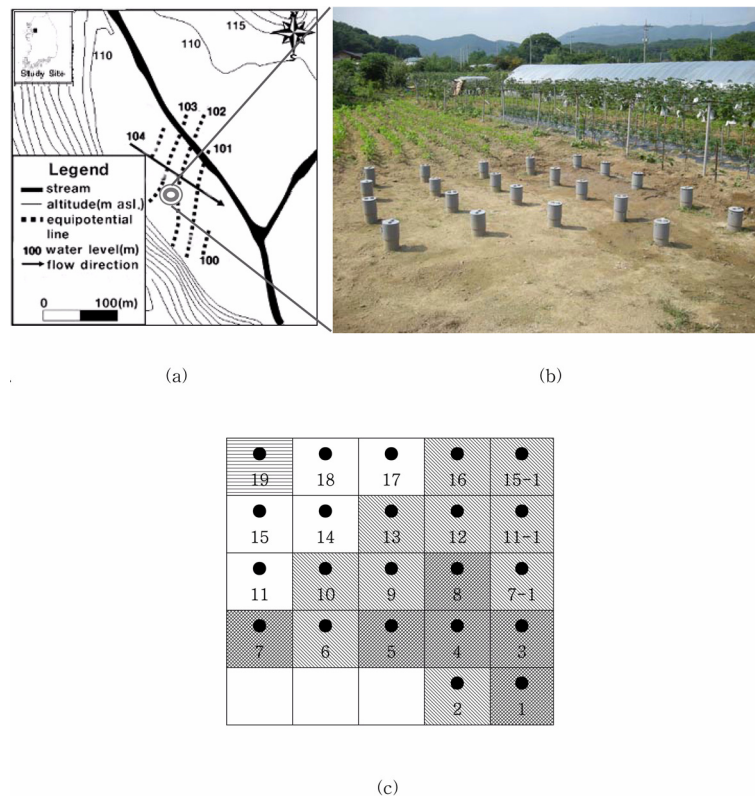 115
110
110
Study Site
S
103
102
104
101
Legend
stream
altitude(m asl.)
equipotential
line
100 water level(m)
flow direction
100
0 100(m)
(a)
(b)
19 18 17 16 15-1
15 14 13 12 11-1
11 10 9 8 7-1
7 6 5 4 3
2 1
(c)